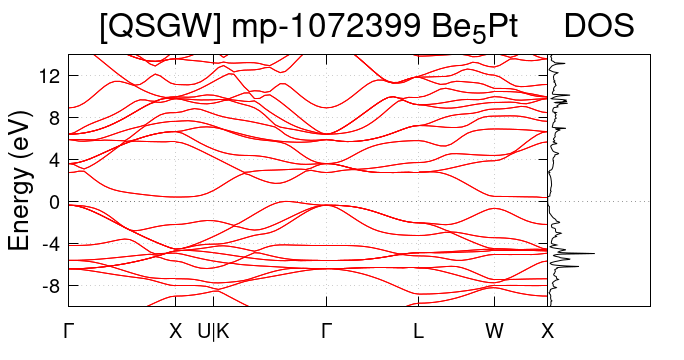 [QSGW] mp-1072399 Be₅Pt DOS
Energy (eV)
12
8
4
0
-4
-8
Γ X U|K Γ L W X